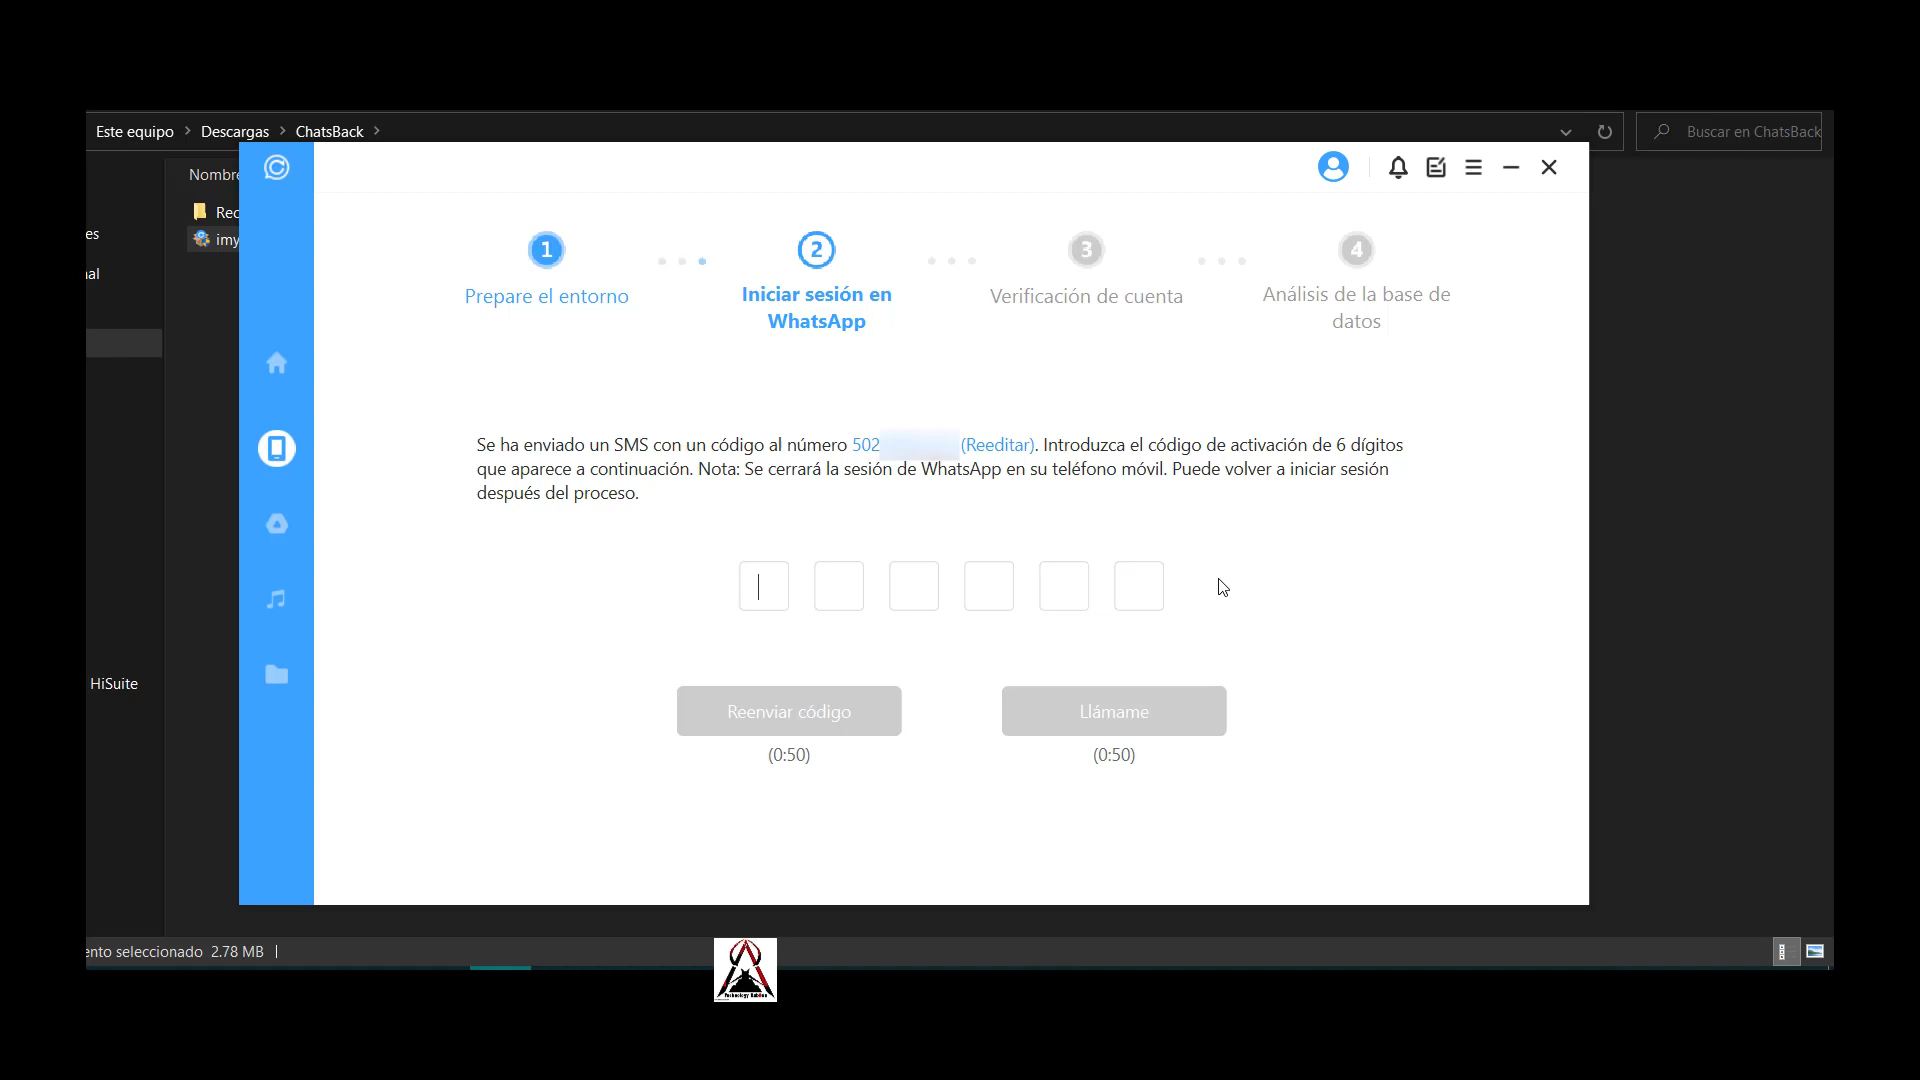 Este equipo > Descargas > ChatsBack >
Buscar en ChatsBack
Nombre
es
Rec
imy
al
HiSuite
1
2
3
4
Prepare el entorno
Iniciar sesión en
WhatsApp
Verificación de cuenta
Análisis de la base de
datos
Se ha enviado un SMS con un código al número 502 (Reeditar). Introduzca el código de activación de 6 dígitos
que aparece a continuación. Nota: Se cerrará la sesión de WhatsApp en su teléfono móvil. Puede volver a iniciar sesión
después del proceso.
Reenviar código
Llámame
(0:50)
(0:50)
ento seleccionado 2.78 MB